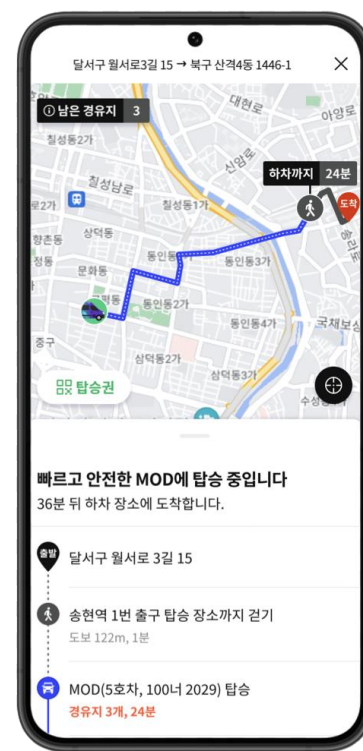 달서구 월서로3길 15 → 북구 산격4동 1446-1
남은 경유지 3
대현로
아양로
칠성동2가
신암로
하차까지 24분
칠성남로
도착
칠성동1가
송라로
상덕동
동인동
동인동3가
향촌동
문화동
동인동2가
동인동4가
국채보상
중구
삼덕동2가
삼덕동3가
탑승권
수성
빠르고 안전한 MOD에 탑승 중입니다
36분 뒤 하차 장소에 도착합니다.
출발
달서구 월서로 3길 15
송현역 1번 출구 탑승 장소까지 걷기
도보 122m, 1분
MOD(5호차, 100너 2029) 탑승
경유지 3개, 24분